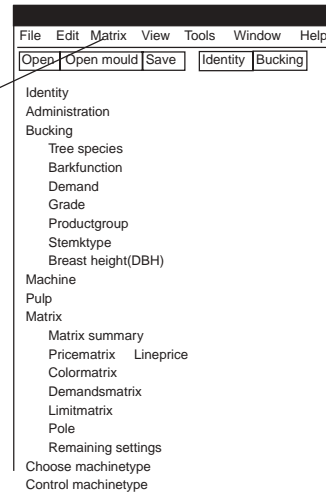 File Edit Matrix View Tools Window Help
Open Open mould Save Identity Bucking
Identity
Administration
Bucking
Tree species
Barkfunction
Demand
Grade
Productgroup
Stemktype
Breast height(DBH)
Machine
Pulp
Matrix
Matrix summary
Pricematrix Lineprice
Colormatrix
Demandsmatrix
Limitmatrix
Pole
Remaining settings
Choose machinetype
Control machinetype